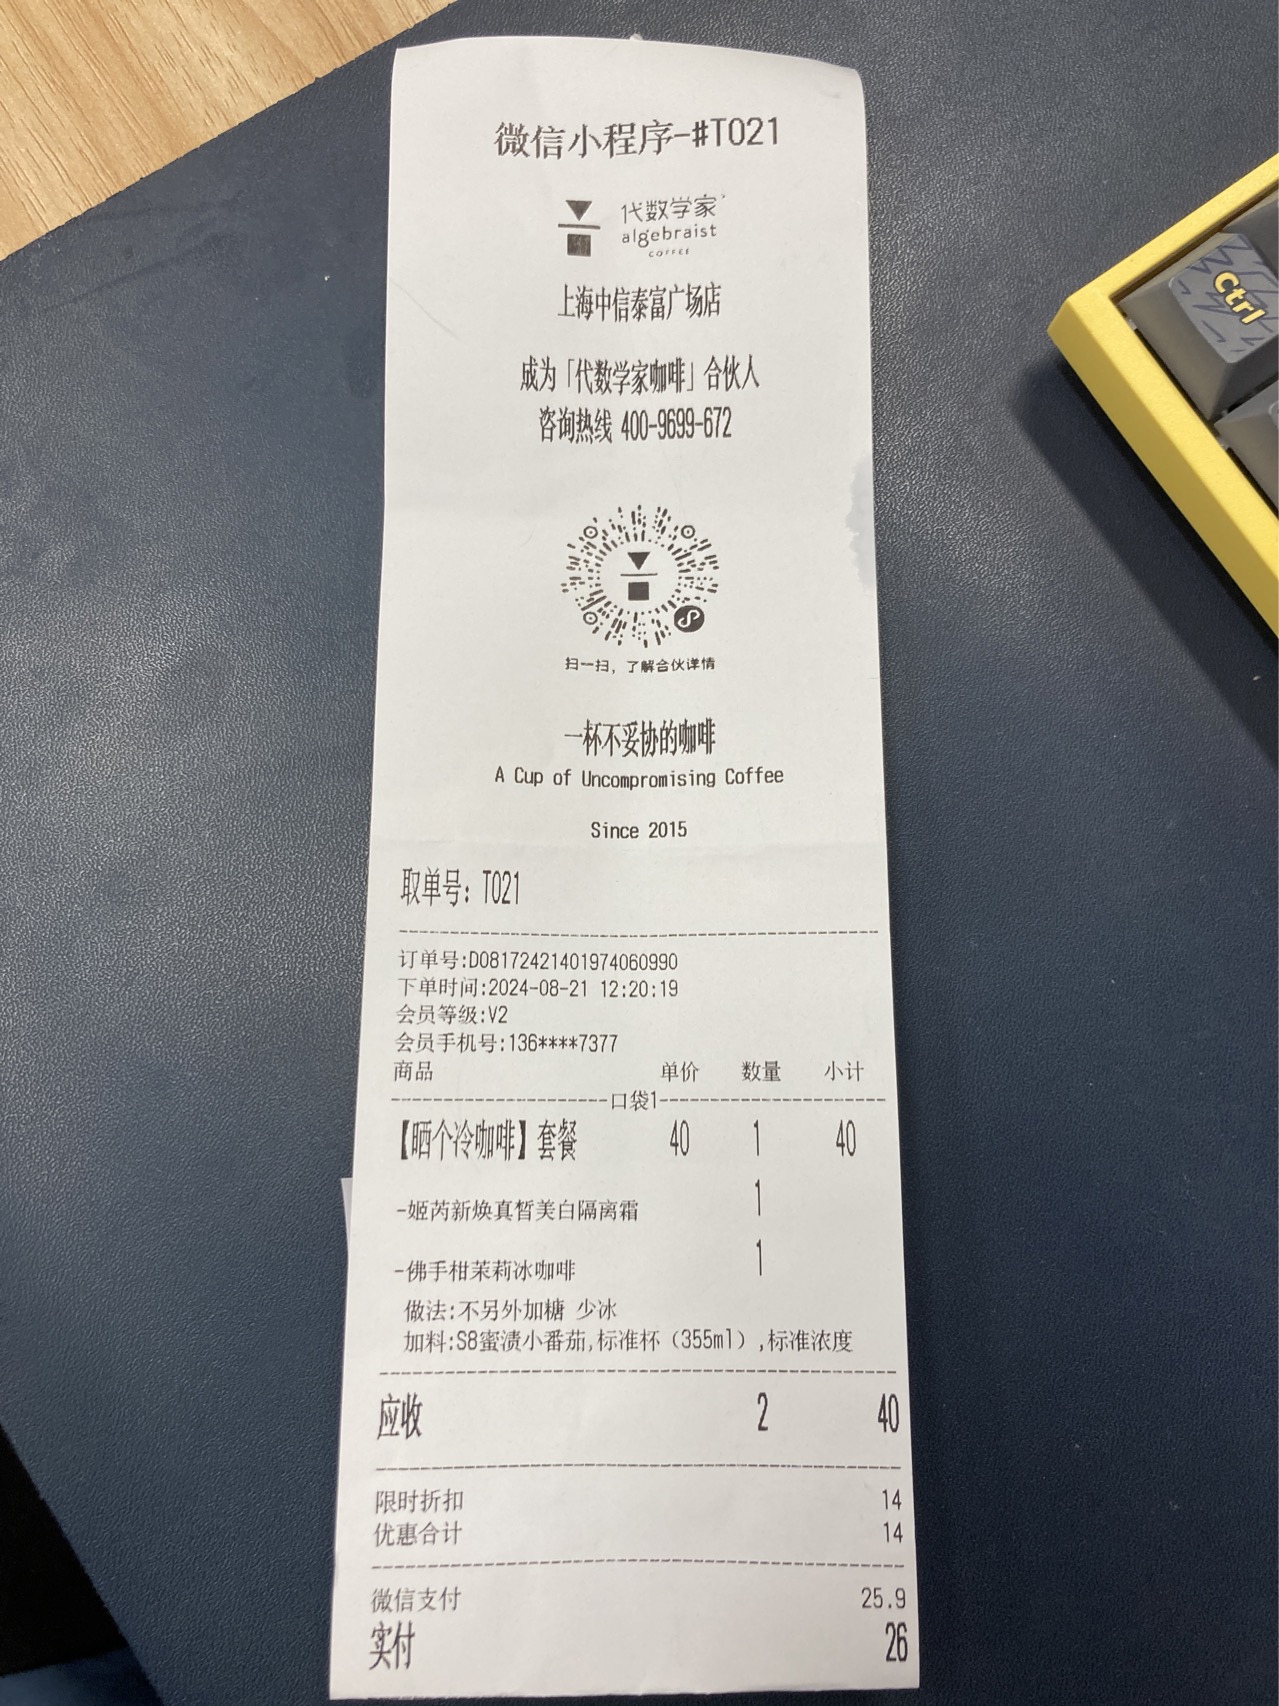 微信小程序-#T021
代数学家
algebraist
COFFEE
上海中信泰富广场店
成为「代数学家咖啡」合伙人
咨询热线 400-9699-672
扫一扫，了解合伙详情
一杯不妥协的咖啡
A Cup of Uncompromising Coffee
Since 2015
取单号: T021
订单号:D08172421401974060990
下单时间:2024-08-21 12:20:19
会员等级:V2
会员手机号:136****7377
商品 单价 数量 小计
口袋1
【晒个冷咖啡】套餐 40 1 40
-姬芮新焕真皙美白隔离霜 1
-佛手柑茉莉冰咖啡 1
做法:不另外加糖 少冰
加料:S8蜜渍小番茄,标准杯（355ml）,标准浓度
应收 2 40
限时折扣 14
优惠合计 14
微信支付 25.9
实付 26
Ctrl